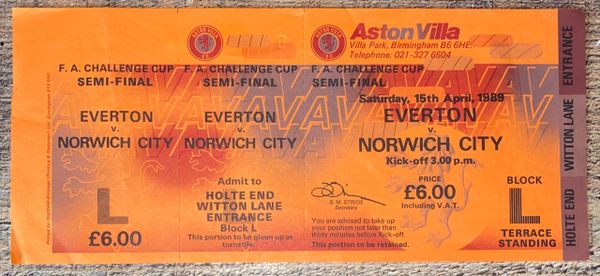 F. A. CHALLENGE CUP
SEMI-FINAL
EVERTON
v.
NORWICH CITY
L
£6.00
ASTON VILLA
F. A. CHALLENGE CUP
SEMI-FINAL
EVERTON
v.
NORWICH CITY
Admit to
HOLTE END
WITTON LANE
ENTRANCE
Block L
This portion to be given up at
turnstile.
Aston Villa
Villa Park, Birmingham B6 6HE.
Telephone: 021-327 6604
F. A. CHALLENGE CUP
SEMI-FINAL
Saturday, 15th April, 1989
EVERTON
v.
NORWICH CITY
Kick-off 3.00 p.m.
PRICE
£6.00
Including V.A.T.
S. M. STRIDE
Secretary
You are advised to take up
your position not later than
thirty minutes before Kick-off.
This portion to be retained.
BLOCK
L
TERRACE
STANDING
HOLTE END
WITTON LANE
ENTRANCE